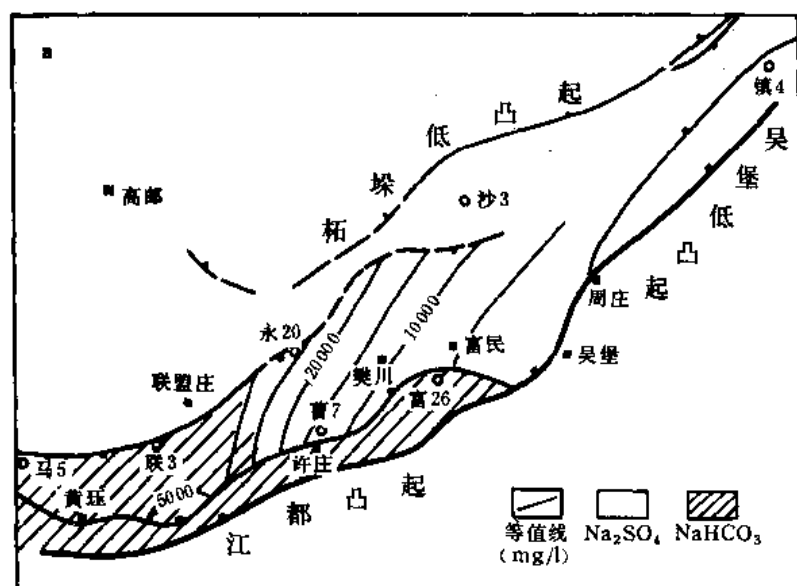 柘垛低凸起
镇4
吴堡低凸起
高邮
沙3
周庄
永20
20000
10000
富民
吴堡
樊川
联盟庄
富26
曹7
联3
许庄
马5
黄珏
5000
江都凸起
等值线
(mg/l)
Na₂SO₄
NaHCO₃